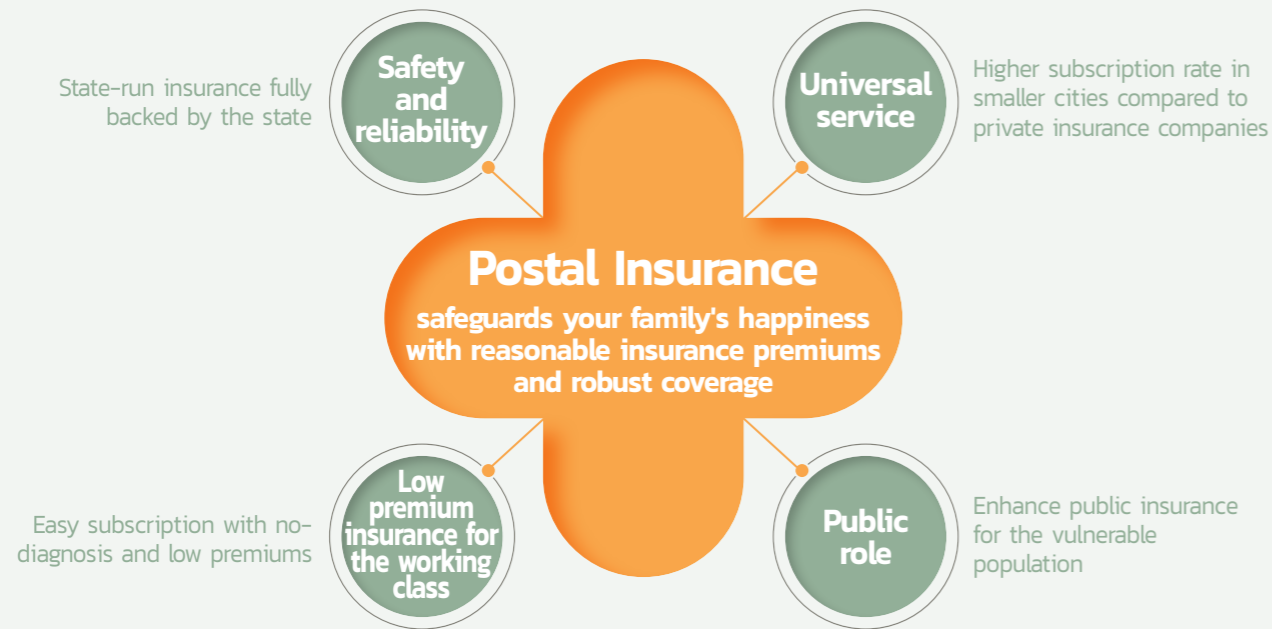 State-run insurance fully
backed by the state
Safety
and
reliability
Universal
service
Higher subscription rate in
smaller cities compared to
private insurance companies
Postal Insurance
safeguards your family's happiness
with reasonable insurance premiums
and robust coverage
Easy subscription with no-
diagnosis and low premiums
Low
premium
insurance for
the working
class
Public
role
Enhance public insurance
for the vulnerable
population